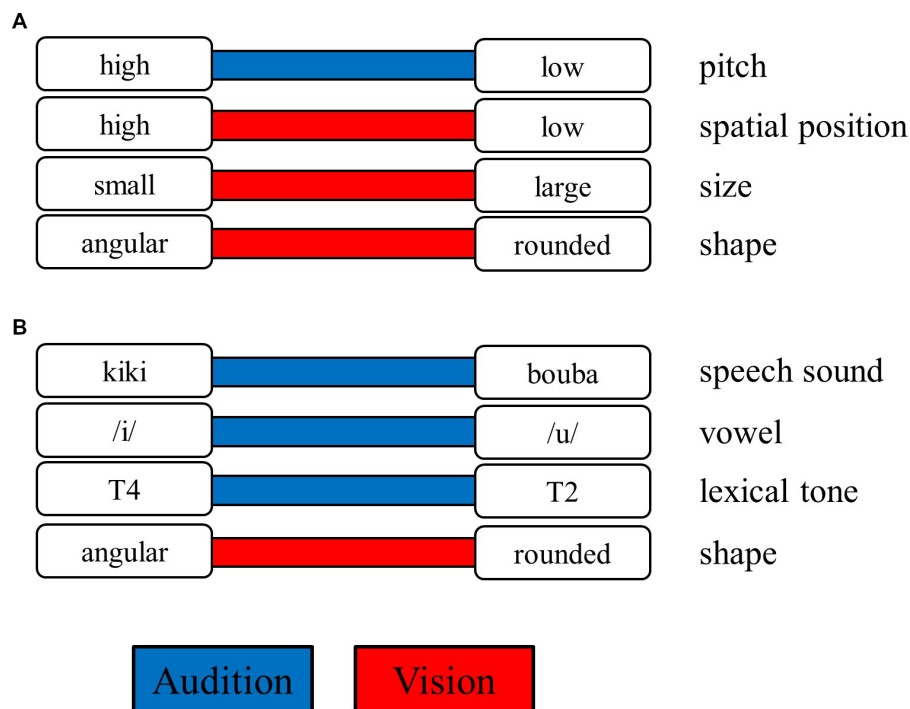 A
high low pitch
high low spatial position
small large size
angular rounded shape
B
kiki bouba speech sound
/i/ /u/ vowel
T4 T2 lexical tone
angular rounded shape
Audition Vision